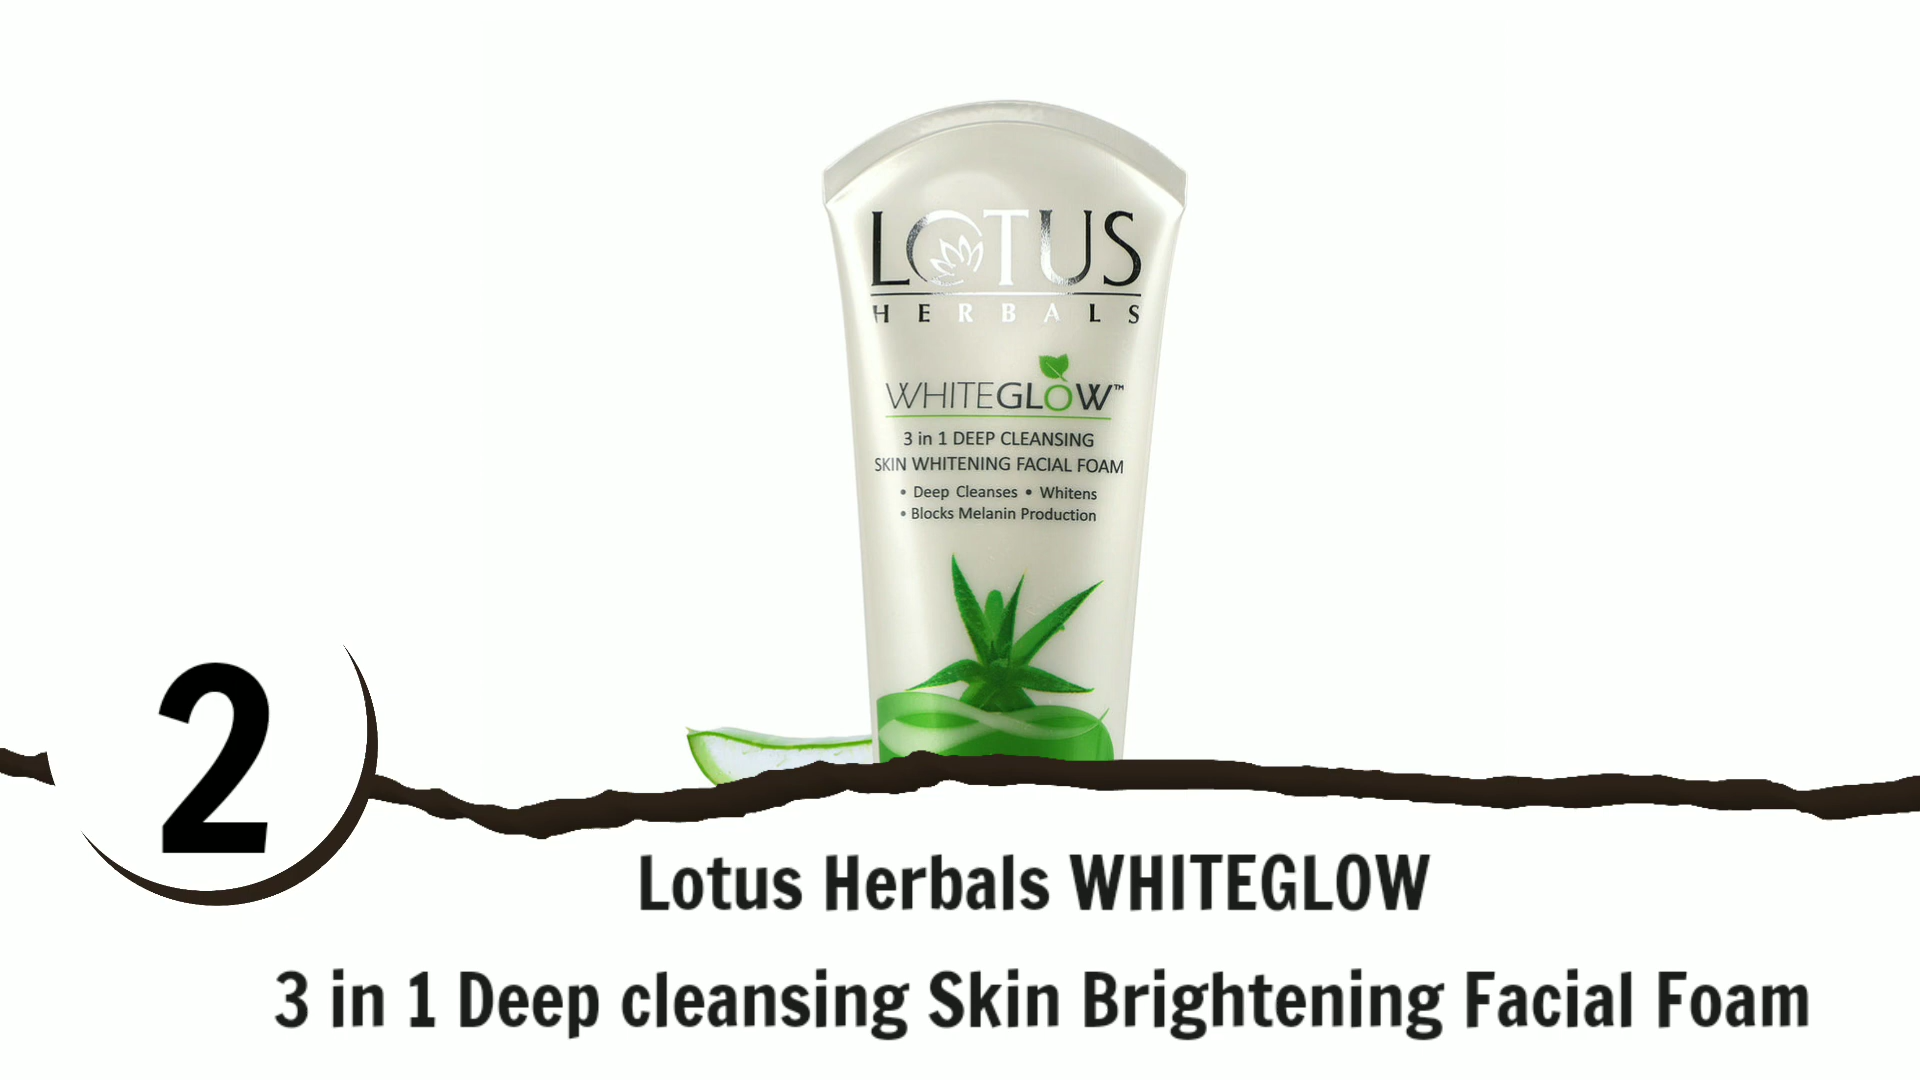 LOTUS
HERBALS
WHITEGLOW™
3 in 1 DEEP CLEANSING
SKIN WHITENING FACIAL FOAM
• Deep Cleanses • Whitens
• Blocks Melanin Production
2
Lotus Herbals WHITEGLOW
3 in 1 Deep cleansing Skin Brightening Facial Foam